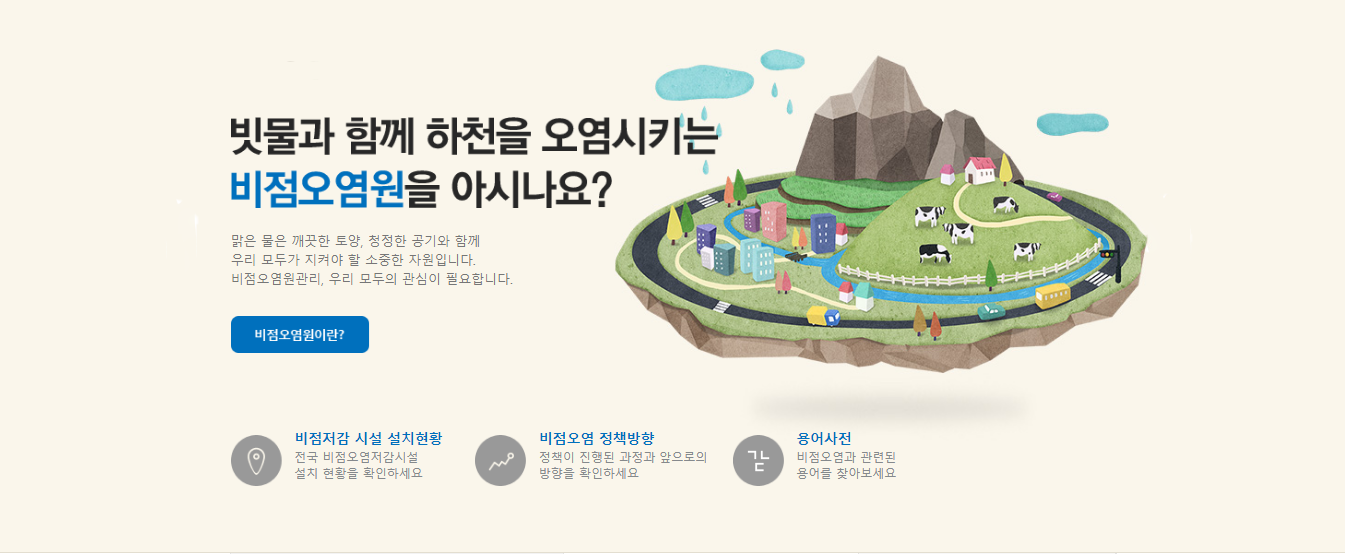 빗물과 함께 하천을 오염시키는
비점오염원을 아시나요?
맑은 물은 깨끗한 토양, 청정한 공기와 함께
우리 모두가 지켜야 할 소중한 자원입니다.
비점오염원관리, 우리 모두의 관심이 필요합니다.
비점오염원이란?
비점저감 시설 설치현황
전국 비점오염저감시설
설치 현황을 확인하세요
비점오염 정책방향
정책이 진행된 과정과 앞으로의
방향을 확인하세요
갂
용어사전
비점오염과 관련된
용어를 찾아보세요